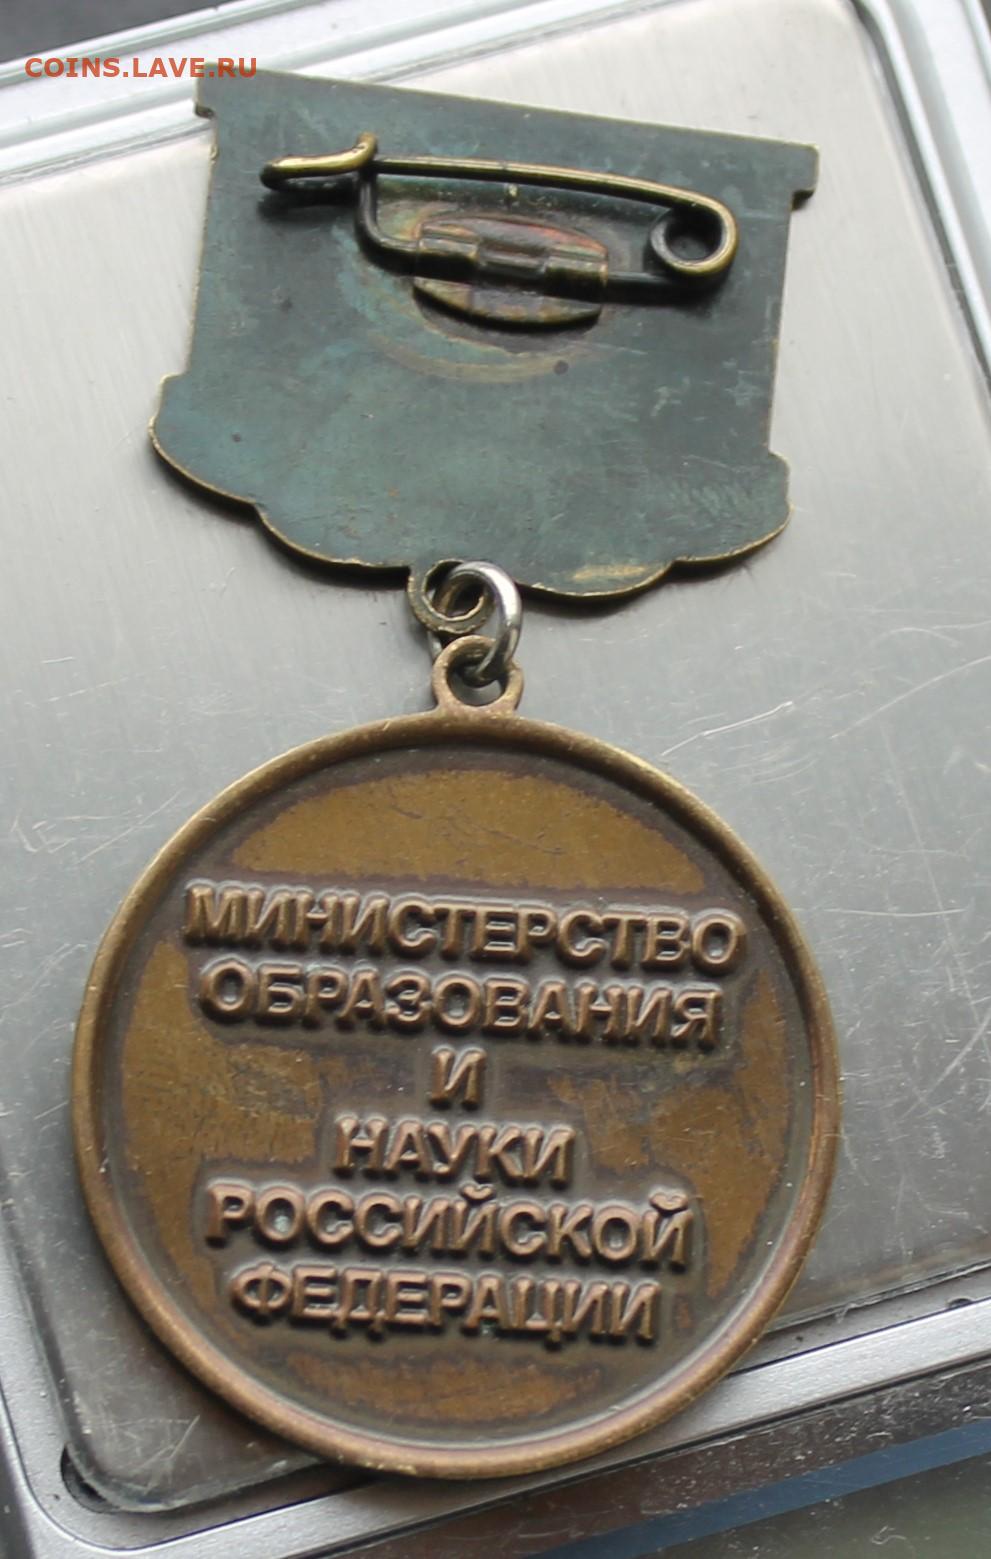 COINS.LAVE.RU
МИНИСТЕРСТВО
ОБРАЗОВАНИЯ
И
НАУКИ
РОССИЙСКОЙ
ФЕДЕРАЦИИ